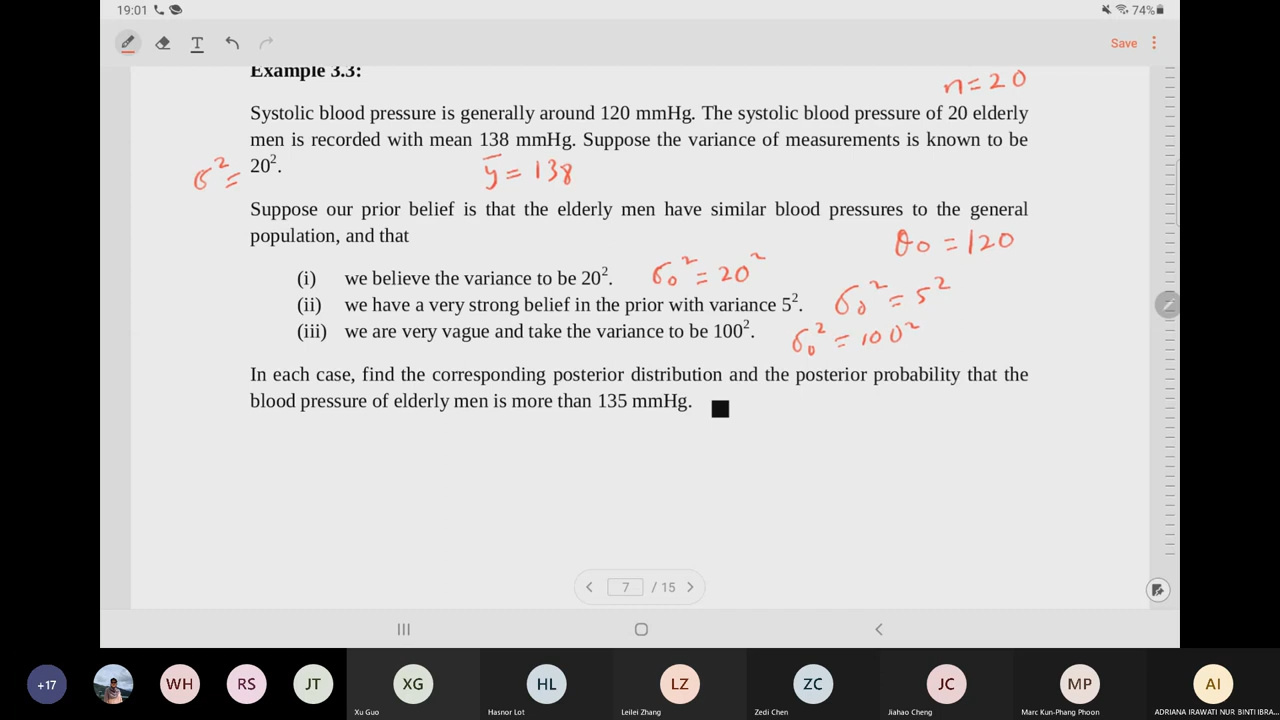 19:01 74%
T Save
Example 3.3:
n=20
Systolic blood pressure is generally around 120 mmHg. The systolic blood pressure of 20 elderly
men is recorded with mean 138 mmHg. Suppose the variance of measurements is known to be
σ² = 20².
ȳ = 138
Suppose our prior belief is that the elderly men have similar blood pressures to the general
population, and that
θ₀ = 120
(i) we believe the variance to be 20². σ₀² = 20²
(ii) we have a very strong belief in the prior with variance 5². σ₀² = 5²
(iii) we are very vague and take the variance to be 100². σ₀² = 100²
In each case, find the corresponding posterior distribution and the posterior probability that the
blood pressure of elderly men is more than 135 mmHg. ■
7 / 15
+17 WH RS JT XG HL LZ ZC JC MP AI
Xu Guo Hasnor Lot Leilei Zhang Zedi Chen Jiahao Cheng Marc Kun-Phang Phoon ADRIANA IRAWATI NUR BINTI IBRA...